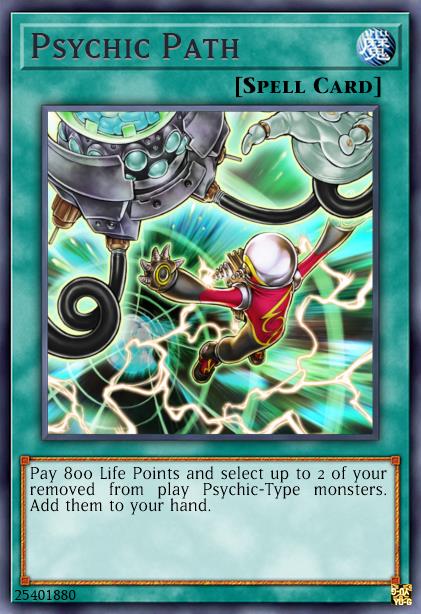 Psychic Path
魔
[Spell Card]
Pay 800 Life Points and select up to 2 of your
removed from play Psychic-Type monsters.
Add them to your hand.
25401880